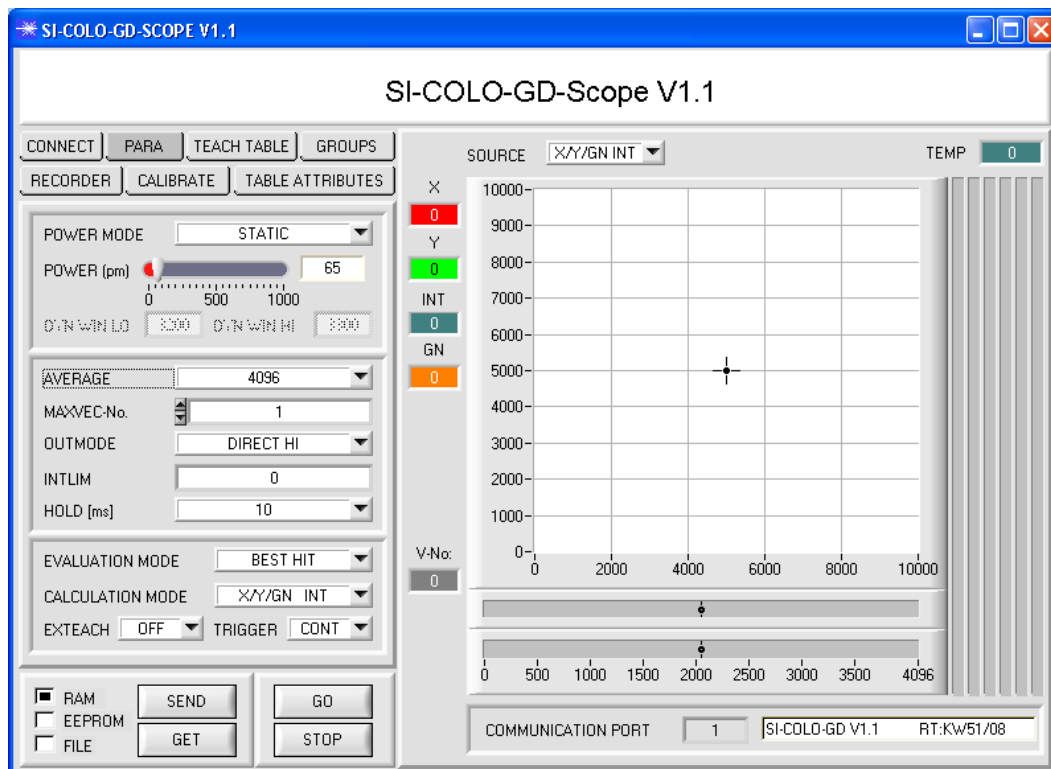 SI-COLO-GD-SCOPE V1.1
SI-COLO-GD-Scope V1.1
CONNECT PARA TEACH TABLE GROUPS
RECORDER CALIBRATE TABLE ATTRIBUTES
POWER MODE STATIC
POWER (pm) 65
0 500 1000
DYN WIN LO 3200 DYN WIN HI 3300
AVERAGE 4096
MAXVEC-No. 1
OUTMODE DIRECT HI
INTLIM 0
HOLD [ms] 10
EVALUATION MODE BEST HIT
CALCULATION MODE X/Y/GN INT
EXTEACH OFF TRIGGER CONT
RAM
EEPROM
FILE
SEND GO
GET STOP
SOURCE X/Y/GN INT TEMP 0
X
0
Y
0
INT
0
GN
0
V-No:
0
10000
9000
8000
7000
6000
5000
4000
3000
2000
1000
0
0 2000 4000 6000 8000 10000
0 500 1000 1500 2000 2500 3000 3500 4096
COMMUNICATION PORT 1 SI-COLO-GD V1.1 RT:KW51/08